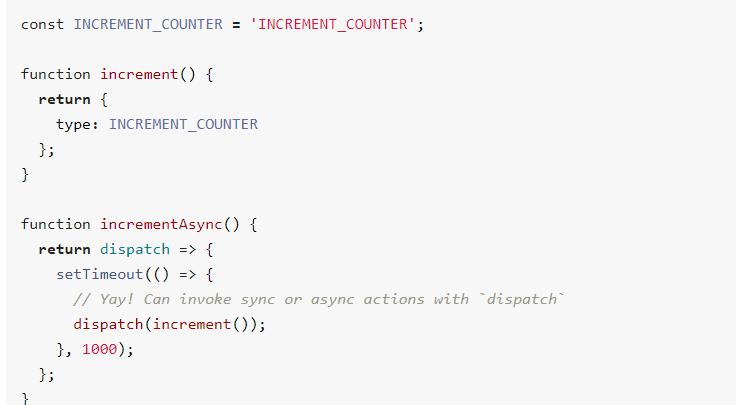 const INCREMENT_COUNTER = 'INCREMENT_COUNTER';

function increment() {
  return {
    type: INCREMENT_COUNTER
  };
}

function incrementAsync() {
  return dispatch => {
    setTimeout(() => {
      // Yay! Can invoke sync or async actions with `dispatch`
      dispatch(increment());
    }, 1000);
  };
}